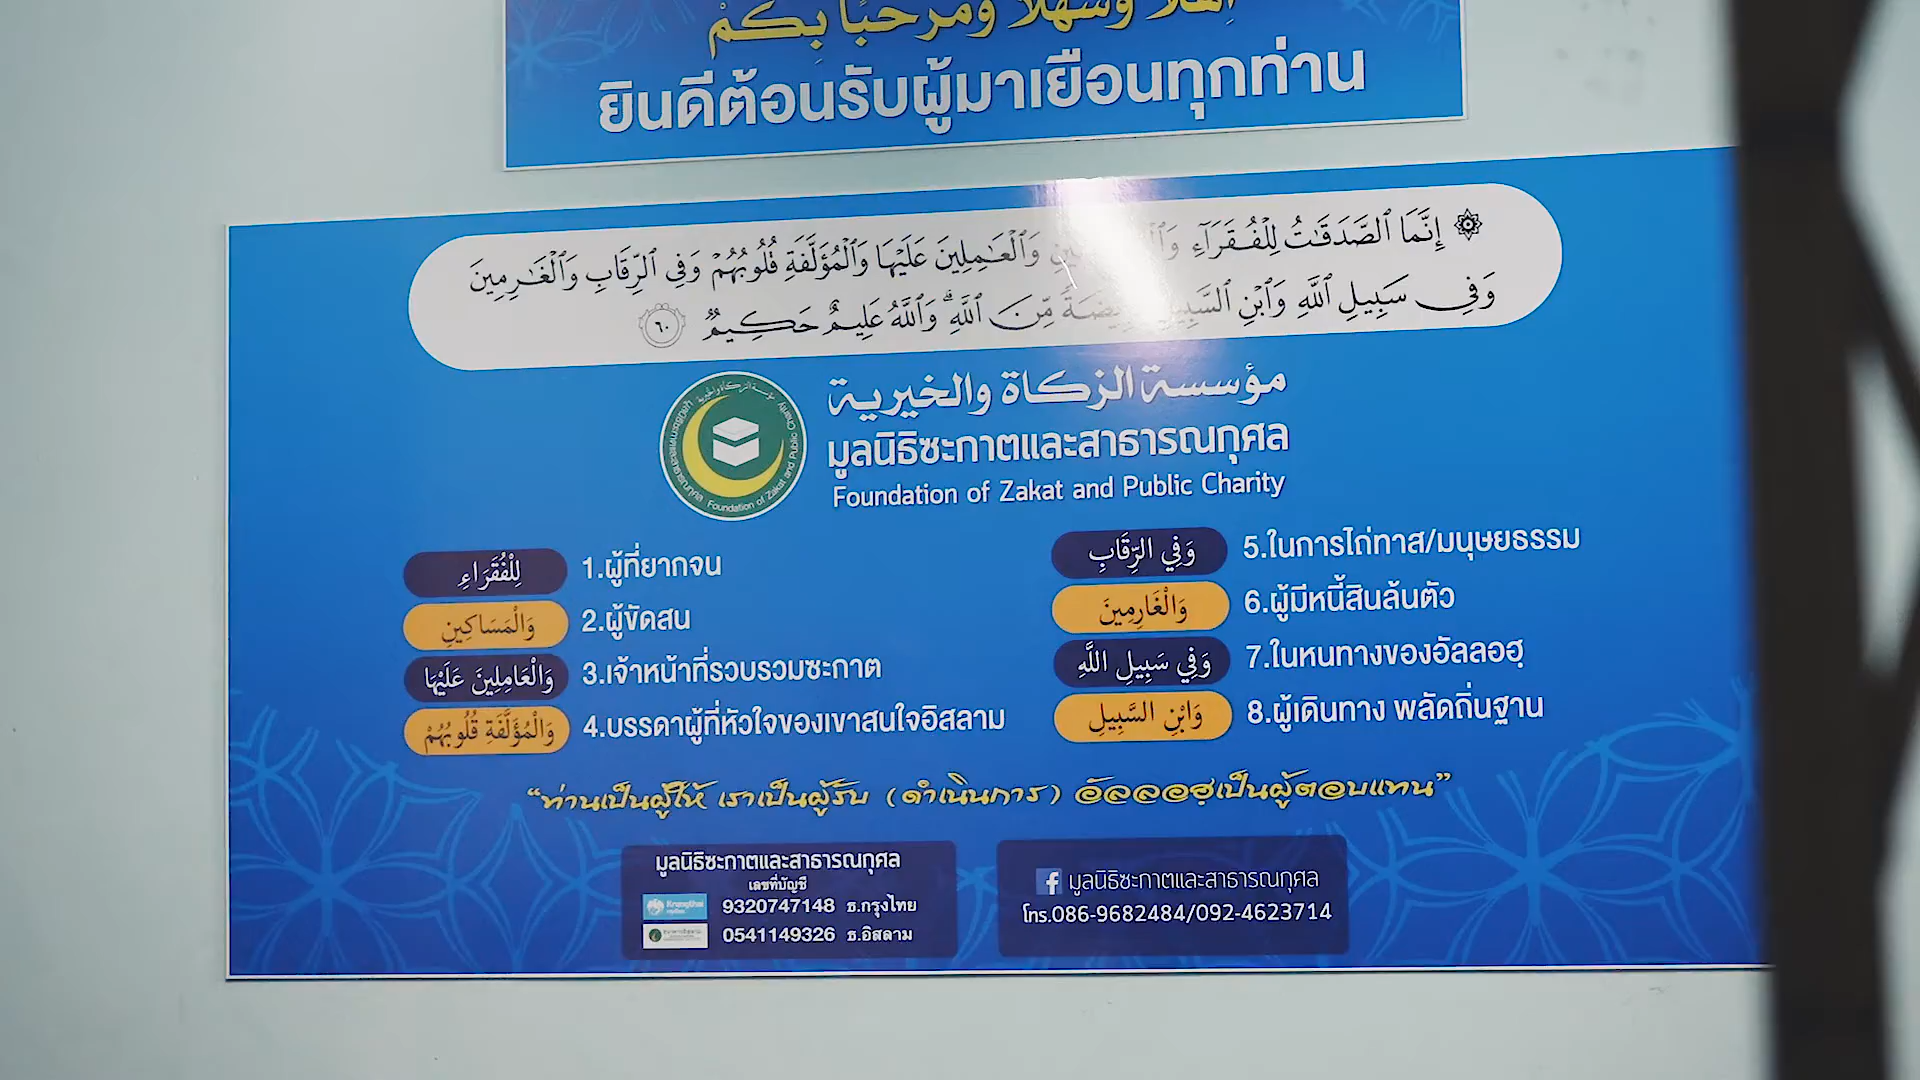 اهلا وسهلا ومرحبًا بِكُمْ
ยินดีต้อนรับผู้มาเยือนทุกท่าน
۞ إِنَّمَا ٱلصَّدَقَٰتُ لِلْفُقَرَآءِ وَٱلْعَٰمِلِينَ عَلَيْهَا وَٱلْمُؤَلَّفَةِ قُلُوبُهُمْ وَفِى ٱلرِّقَابِ وَٱلْغَٰرِمِينَ
وَفِى سَبِيلِ ٱللَّهِ وَٱبْنِ ٱلسَّبِيلِ مِّنَ ٱللَّهِ ۗ وَٱللَّهُ عَلِيمٌ حَكِيمٌ ٦٠
مؤسسة الزكاة والخيرية
มูลนิธิซะกาตและสาธารณกุศล
Foundation of Zakat and Public Charity
Foundation of Zakat and Public Charity
لِلْفُقَرَاءِ 1.ผู้ที่ยากจน
وَالْمَسَاكِينِ 2.ผู้ขัดสน
وَالْعَامِلِينَ عَلَيْهَا 3.เจ้าหน้าที่รวบรวมซะกาต
وَالْمُؤَلَّفَةِ قُلُوبُهُمْ 4.บรรดาผู้ที่หัวใจของเขาสนใจอิสลาม
وَفِي الرِّقَابِ 5.ในการไถ่ทาส/มนุษยธรรม
وَالْغَارِمِينَ 6.ผู้มีหนี้สินล้นตัว
وَفِي سَبِيلِ اللَّهِ 7.ในหนทางของอัลลอฮฺ
وَابْنِ السَّبِيلِ 8.ผู้เดินทาง พลัดถิ่นฐาน
“ท่านเป็นผู้ให้ เราเป็นผู้รับ (ดำเนินการ) อัลลอฮฺเป็นผู้ตอบแทน”
มูลนิธิซะกาตและสาธารณกุศล
เลขที่บัญชี
Krungthai 9320747148 ธ.กรุงไทย
0541149326 ธ.อิสลาม
มูลนิธิซะกาตและสาธารณกุศล
โทร.086-9682484/092-4623714